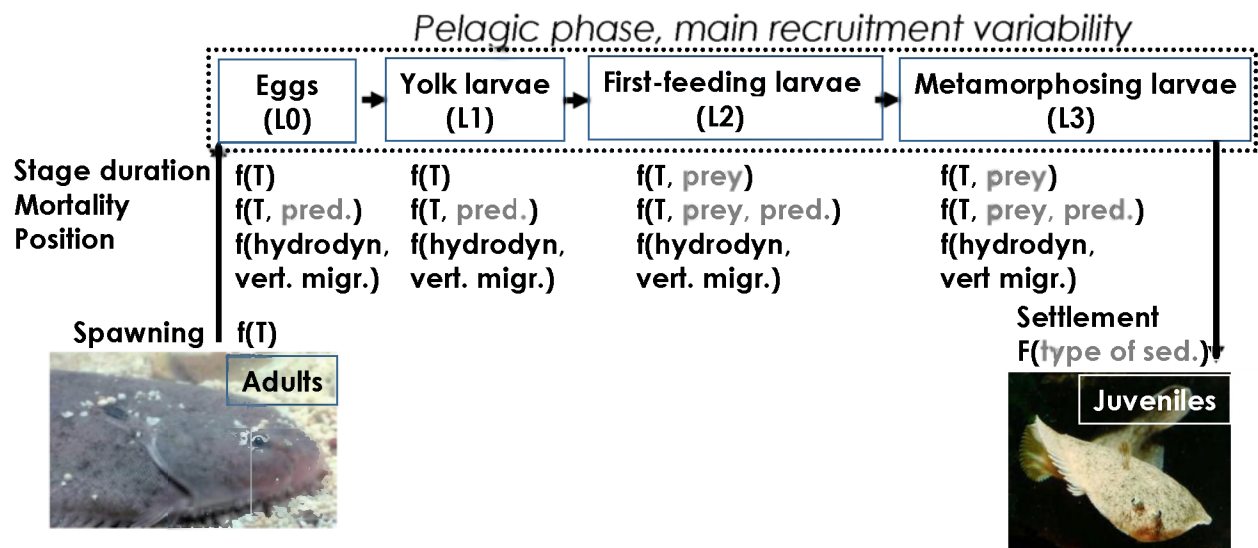 Pelagic phase, main recruitment variability
Eggs
(L0)
Yolk larvae
(L1)
First-feeding larvae
(L2)
Metamorphosing larvae
(L3)
Stage duration
Mortality
Position
f(T)
f(T, pred.)
f(hydrodyn,
vert. migr.)
f(T)
f(T, pred.)
f(hydrodyn,
vert. migr.)
f(T, prey)
f(T, prey, pred.)
f(hydrodyn,
vert. migr.)
f(T, prey)
f(T, prey, pred.)
f(hydrodyn,
vert migr.)
Spawning f(T)
Adults
Settlement
F(type of sed.)
Juveniles